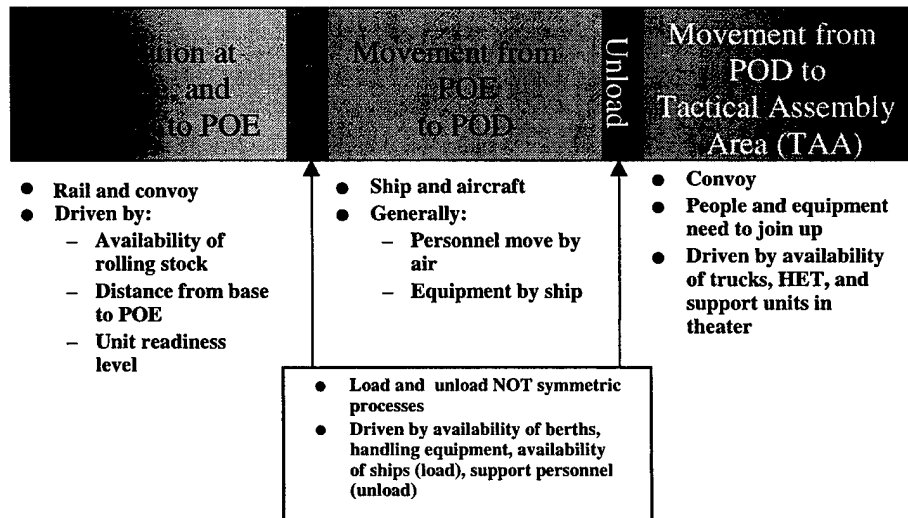 tion at
and
to POE
Movement from
POE
to POD
Unload
Movement from
POD to
Tactical Assembly
Area (TAA)
● Rail and convoy
● Driven by:
– Availability of
rolling stock
– Distance from base
to POE
– Unit readiness
level
● Ship and aircraft
● Generally:
– Personnel move by
air
– Equipment by ship
● Convoy
● People and equipment
need to join up
● Driven by availability
of trucks, HET, and
support units in
theater
● Load and unload NOT symmetric
processes
● Driven by availability of berths,
handling equipment, availability
of ships (load), support personnel
(unload)